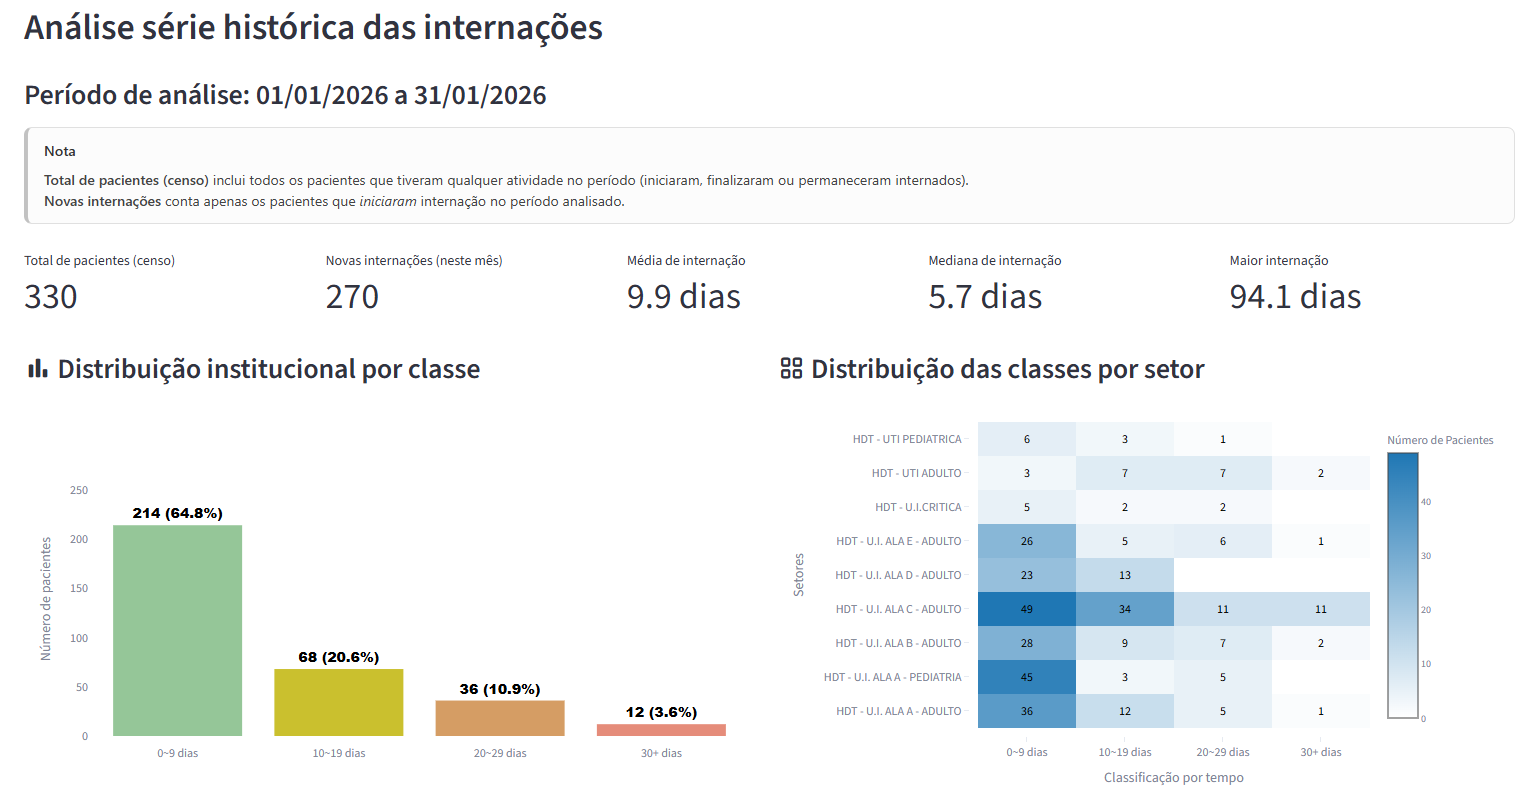 Análise série histórica das internações
Período de análise: 01/01/2026 a 31/01/2026
Nota
Total de pacientes (censo) inclui todos os pacientes que tiveram qualquer atividade no período (iniciaram, finalizaram ou permaneceram internados).
Novas internações conta apenas os pacientes que iniciaram internação no período analisado.
Total de pacientes (censo)
330
Novas internações (neste mês)
270
Média de internação
9.9 dias
Mediana de internação
5.7 dias
Maior internação
94.1 dias
Distribuição institucional por classe
Número de pacientes
250
200
150
100
50
0
214 (64.8%)
68 (20.6%)
36 (10.9%)
12 (3.6%)
0~9 dias
10~19 dias
20~29 dias
30+ dias
Distribuição das classes por setor
Setores
HDT - UTI PEDIATRICA 6 3 1
HDT - UTI ADULTO 3 7 7 2
HDT - U.I.CRITICA 5 2 2
HDT - U.I. ALA E - ADULTO 26 5 6 1
HDT - U.I. ALA D - ADULTO 23 13
HDT - U.I. ALA C - ADULTO 49 34 11 11
HDT - U.I. ALA B - ADULTO 28 9 7 2
HDT - U.I. ALA A - PEDIATRIA 45 3 5
HDT - U.I. ALA A - ADULTO 36 12 5 1
0~9 dias
10~19 dias
20~29 dias
30+ dias
Classificação por tempo
Número de Pacientes
40
30
20
10
0